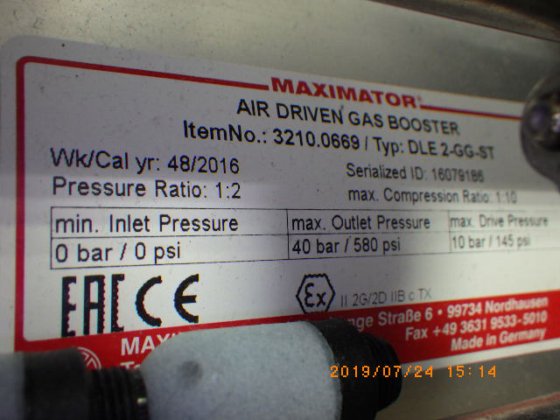 MAXIMATOR®
AIR DRIVEN GAS BOOSTER
ItemNo.: 3210.0669 / Typ: DLE 2-GG-ST
Wk/Cal yr: 48/2016 Serialized ID: 16079186
Pressure Ratio: 1:2 max. Compression Ratio: 1:10
min. Inlet Pressure max. Outlet Pressure max. Drive Pressure
0 bar / 0 psi 40 bar / 580 psi 10 bar / 145 psi
EAC CE Ex II 2G/2D IIB c TX
Straße 6 • 99734 Nordhausen
Fax +49 3631 9533-5010
Made in Germany
2019/07/24 15:14